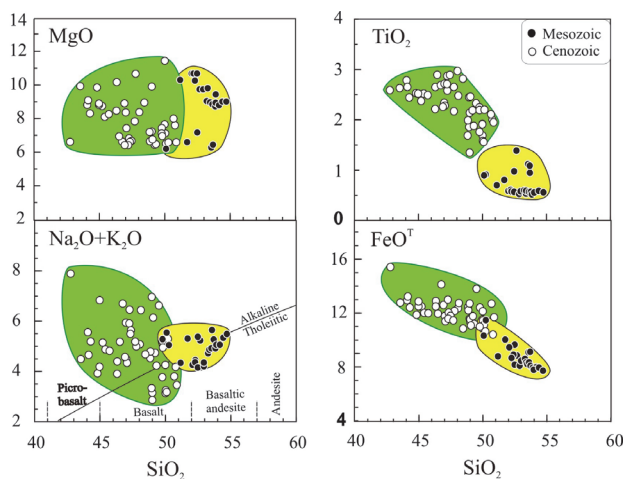 MgO
14
12
10
8
6
4
2
TiO₂
Mesozoic
Cenozoic
4
3
2
1
0
Na₂O+K₂O
8
6
4
2
Alkaline
Tholeiitic
Picro-
basalt
Basalt
Basaltic
andesite
Andesite
40 45 50 55 60
SiO₂
FeOᵀ
16
12
8
4
40 45 50 55 60
SiO₂